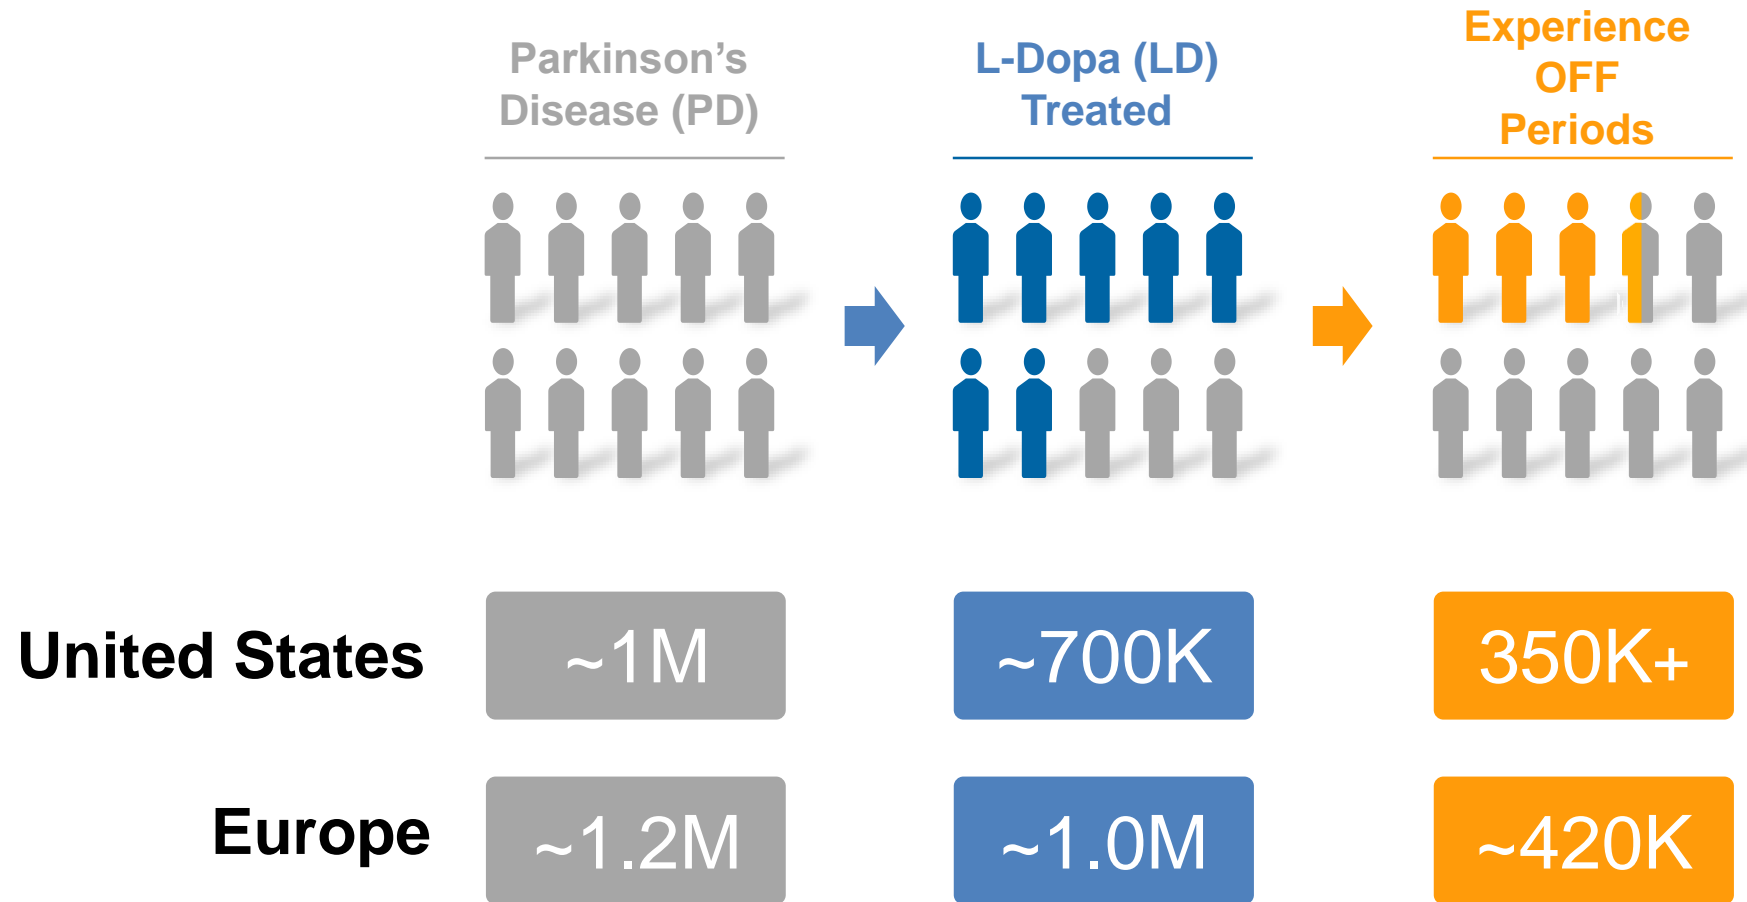 Parkinson’s
Disease (PD)
L-Dopa (LD)
Treated
Experience
OFF
Periods
United States
~1M
~700K
350K+
Europe
~1.2M
~1.0M
~420K